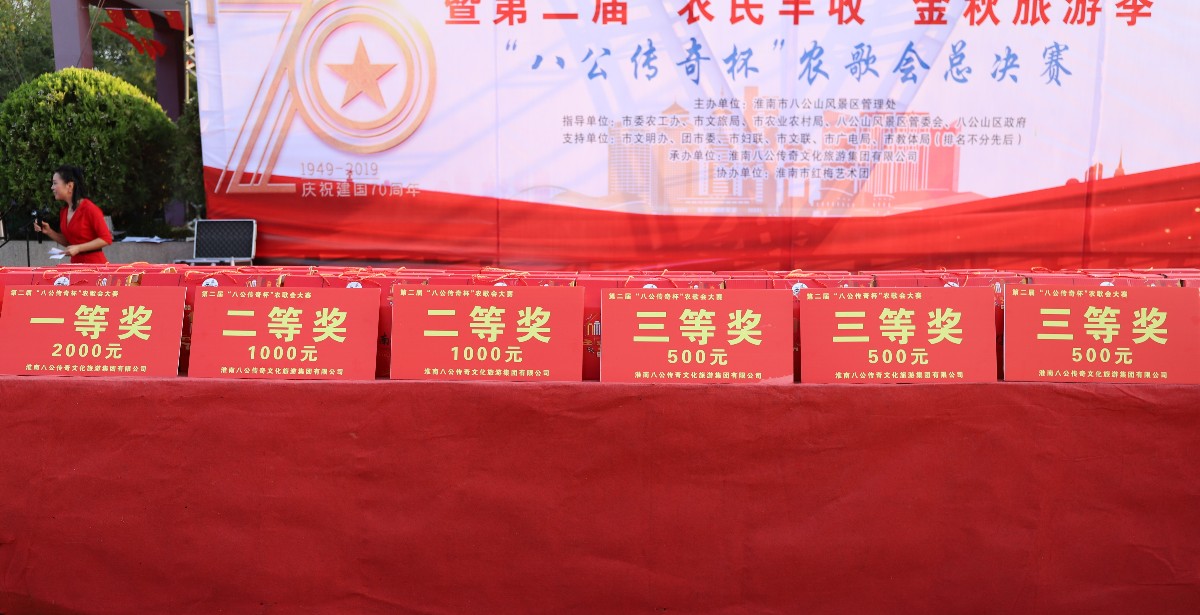 暨第二届"农民丰收 金秋旅游季
"八公传奇杯"农歌会总决赛
主办单位：淮南市八公山风景区管理处
指导单位：市委农工办、市文旅局、市农业农村局、八公山风景区管委会、八公山区政府
支持单位：市文明办、团市委、市妇联、市文联、市广电局、市教体局（排名不分先后）
承办单位：淮南八公传奇文化旅游集团有限公司
协办单位：淮南市红梅艺术团
70
1949-2019
庆祝建国70周年
第二届"八公传奇杯"农歌会大赛
一等奖
2000元
淮南八公传奇文化旅游集团有限公司
第二届"八公传奇杯"农歌会大赛
二等奖
1000元
淮南八公传奇文化旅游集团有限公司
第二届"八公传奇杯"农歌会大赛
二等奖
1000元
淮南八公传奇文化旅游集团有限公司
第二届"八公传奇杯"农歌会大赛
三等奖
500元
淮南八公传奇文化旅游集团有限公司
第二届"八公传奇杯"农歌会大赛
三等奖
500元
淮南八公传奇文化旅游集团有限公司
第二届"八公传奇杯"农歌会大赛
三等奖
500元
淮南八公传奇文化旅游集团有限公司